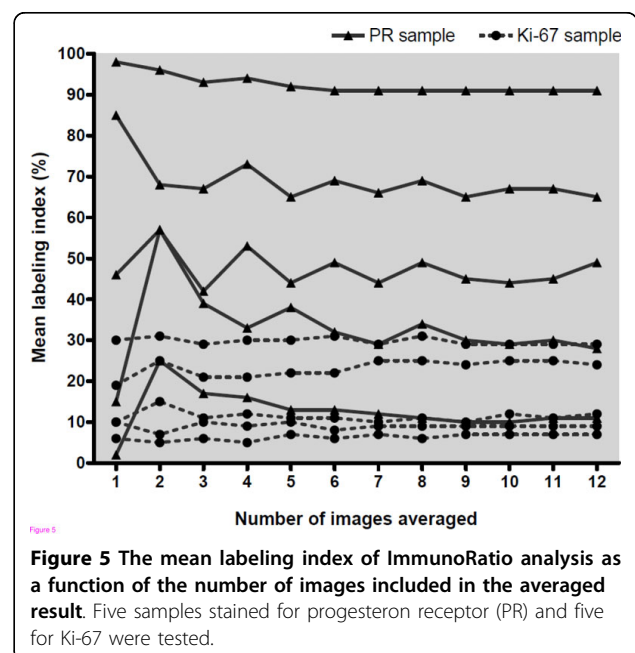 PR sample Ki-67 sample
100
90
80
70
60
50
40
30
20
10
0
Mean labeling index (%)
1 2 3 4 5 6 7 8 9 10 11 12
Number of images averaged
Figure 5
Figure 5 The mean labeling index of ImmunoRatio analysis as
a function of the number of images included in the averaged
result. Five samples stained for progesteron receptor (PR) and five
for Ki-67 were tested.